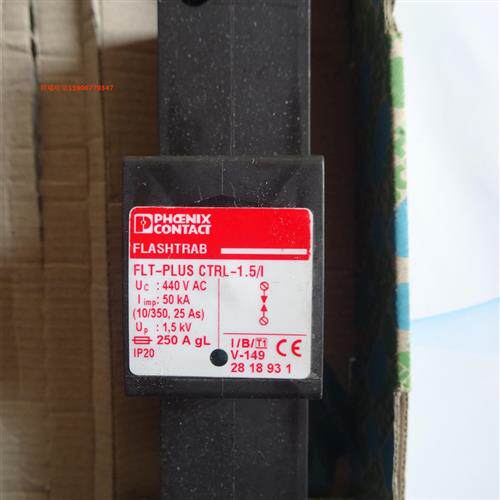 PHŒNIX
CONTACT
FLASHTRAB
FLT-PLUS CTRL-1.5/I
Uc : 440 V AC
Iimp : 50 kA
(10/350, 25 As)
Up : 1,5 kV
250 A gL
IP20
I/B/T1
V-149
28 18 93 1
CE